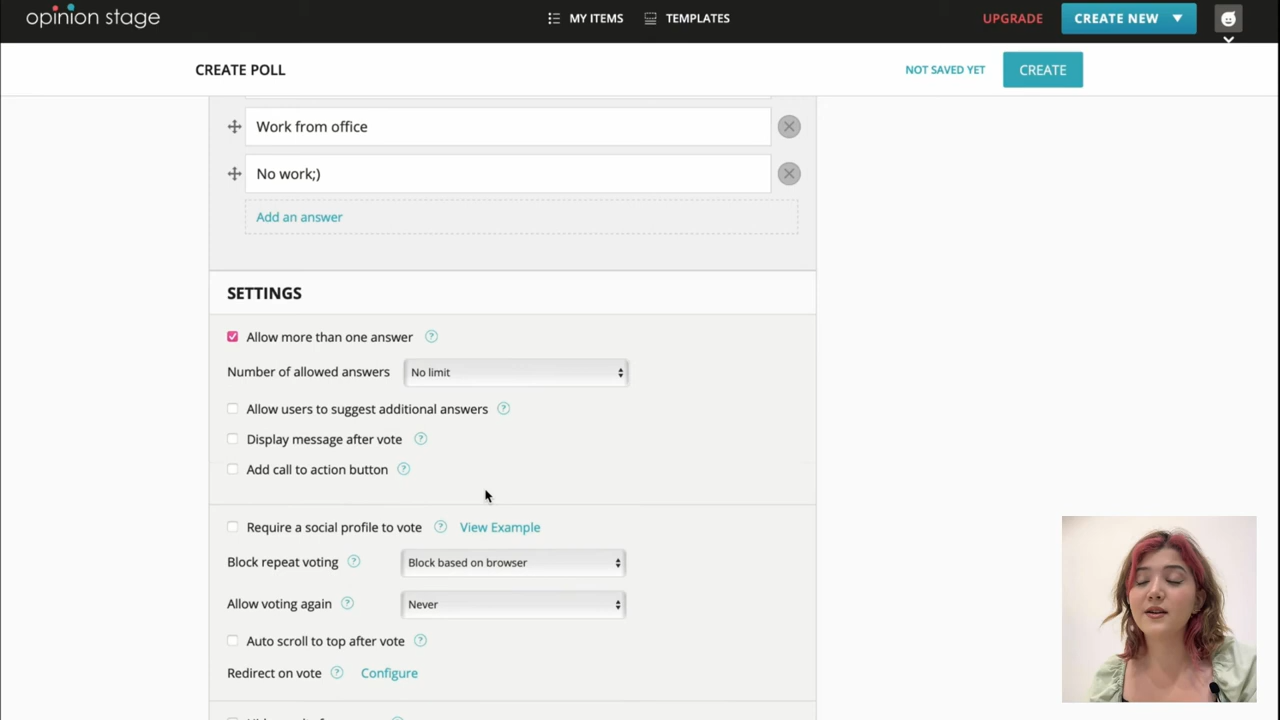 opinion stage
MY ITEMS
TEMPLATES
UPGRADE
CREATE NEW
CREATE POLL
NOT SAVED YET
CREATE
Work from office
No work;)
Add an answer
SETTINGS
Allow more than one answer ?
Number of allowed answers No limit
Allow users to suggest additional answers ?
Display message after vote ?
Add call to action button ?
Require a social profile to vote ? View Example
Block repeat voting ? Block based on browser
Allow voting again ? Never
Auto scroll to top after vote ?
Redirect on vote ? Configure